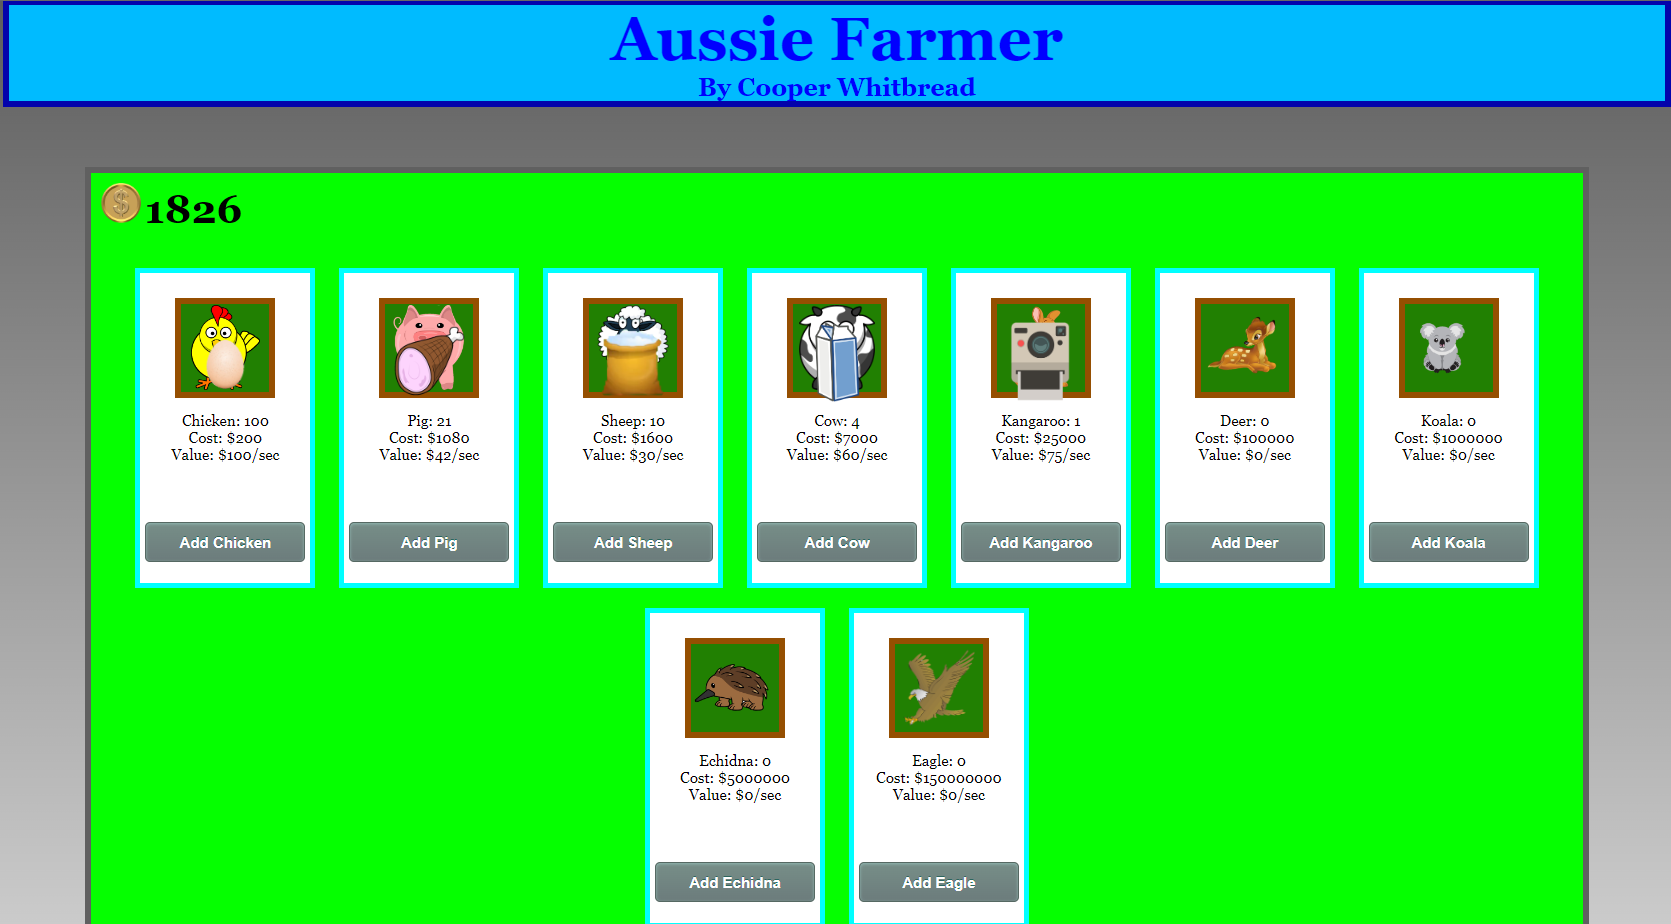 Aussie Farmer
By Cooper Whitbread
$ 1826
Chicken: 100
Cost: $200
Value: $100/sec
Add Chicken
Pig: 21
Cost: $1080
Value: $42/sec
Add Pig
Sheep: 10
Cost: $1600
Value: $30/sec
Add Sheep
Cow: 4
Cost: $7000
Value: $60/sec
Add Cow
Kangaroo: 1
Cost: $25000
Value: $75/sec
Add Kangaroo
Deer: 0
Cost: $100000
Value: $0/sec
Add Deer
Koala: 0
Cost: $1000000
Value: $0/sec
Add Koala
Echidna: 0
Cost: $5000000
Value: $0/sec
Add Echidna
Eagle: 0
Cost: $150000000
Value: $0/sec
Add Eagle